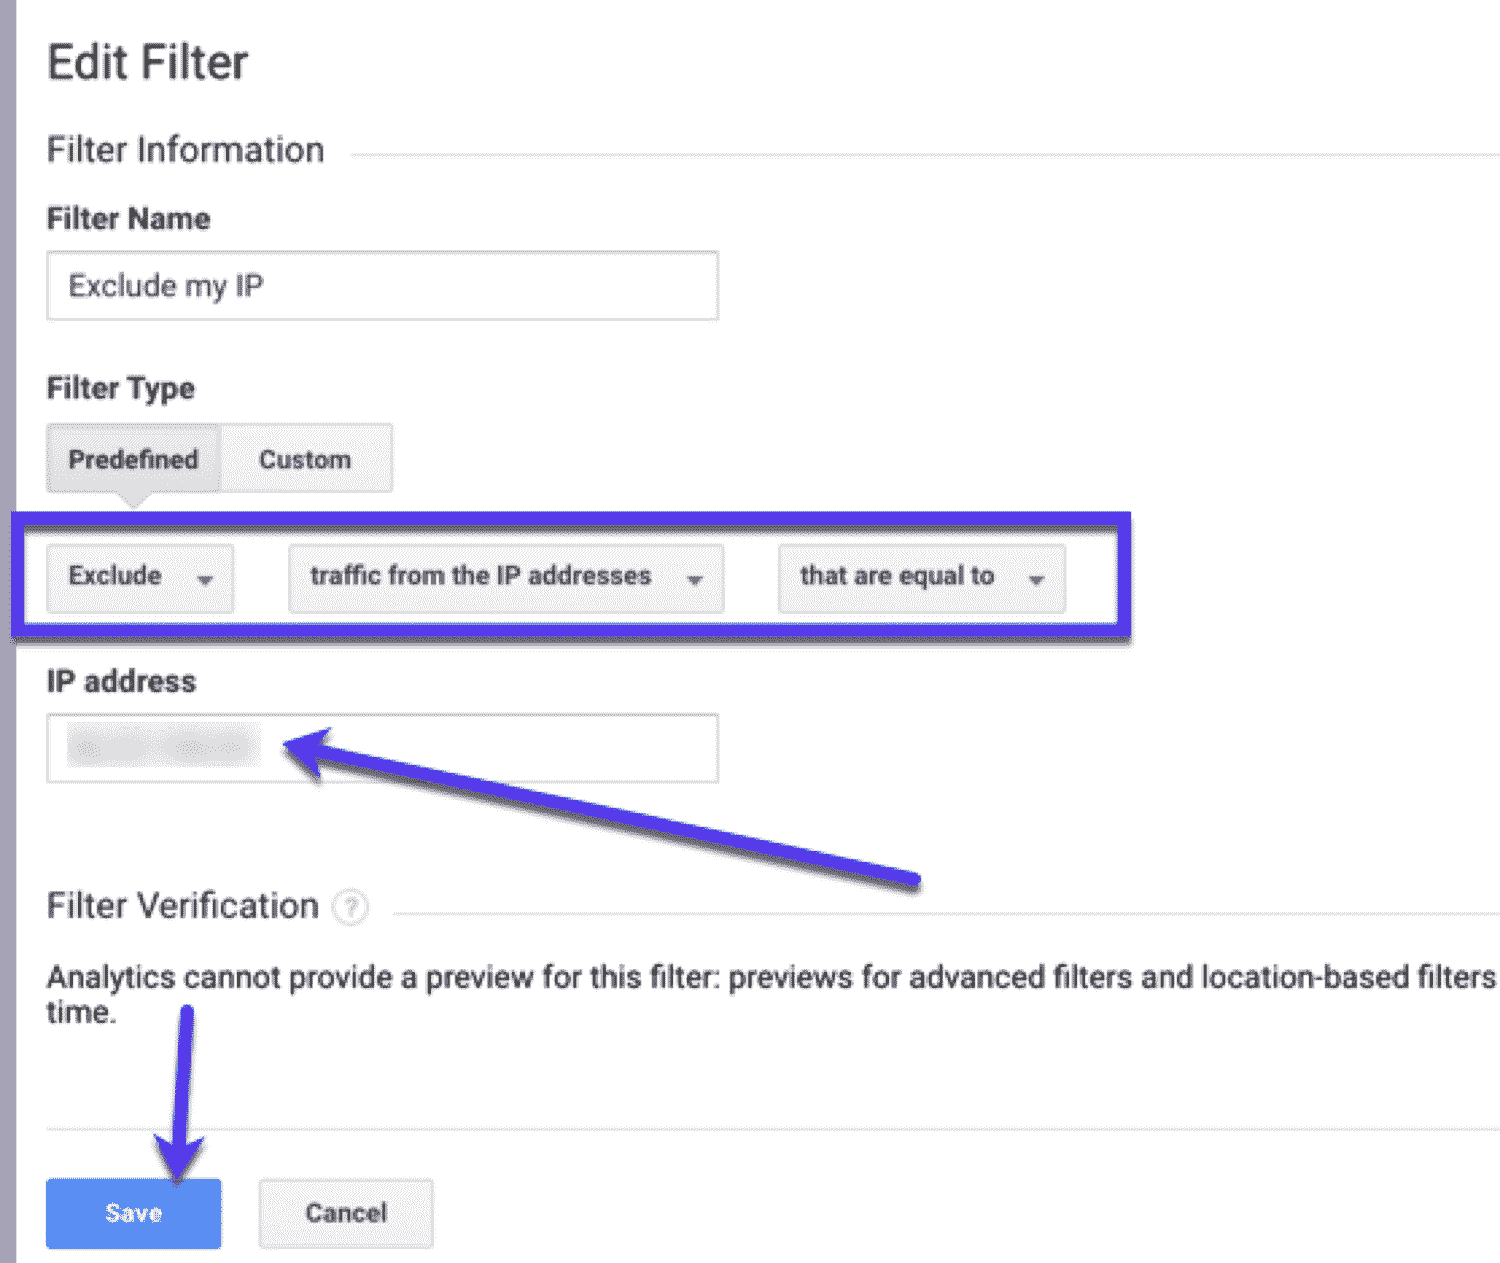 Edit Filter
Filter Information
Filter Name
Exclude my IP
Filter Type
Predefined Custom
Exclude traffic from the IP addresses that are equal to
IP address
Filter Verification ?
Analytics cannot provide a preview for this filter: previews for advanced filters and location-based filters
time.
Save Cancel